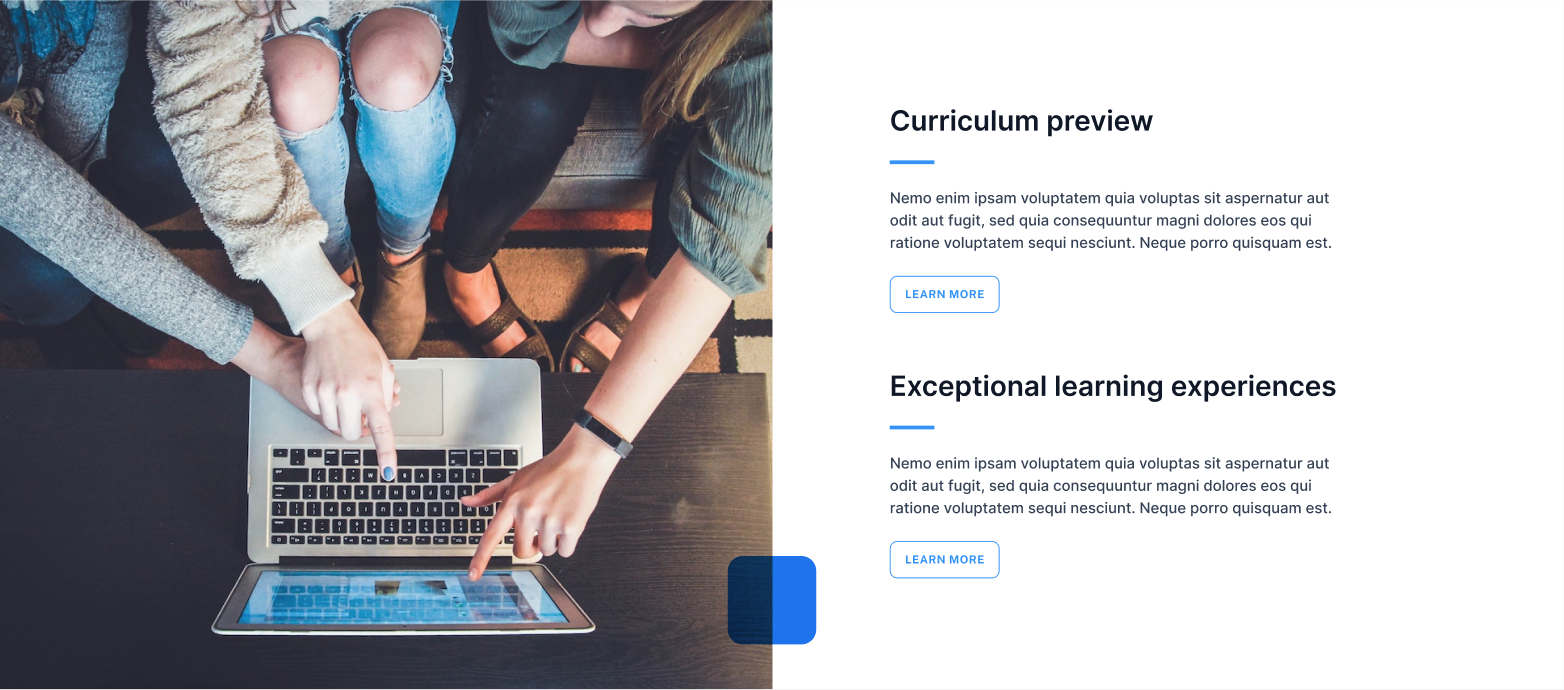 Curriculum preview
Nemo enim ipsam voluptatem quia voluptas sit aspernatur aut
odit aut fugit, sed quia consequuntur magni dolores eos qui
ratione voluptatem sequi nesciunt. Neque porro quisquam est.
LEARN MORE
Exceptional learning experiences
Nemo enim ipsam voluptatem quia voluptas sit aspernatur aut
odit aut fugit, sed quia consequuntur magni dolores eos qui
ratione voluptatem sequi nesciunt. Neque porro quisquam est.
LEARN MORE